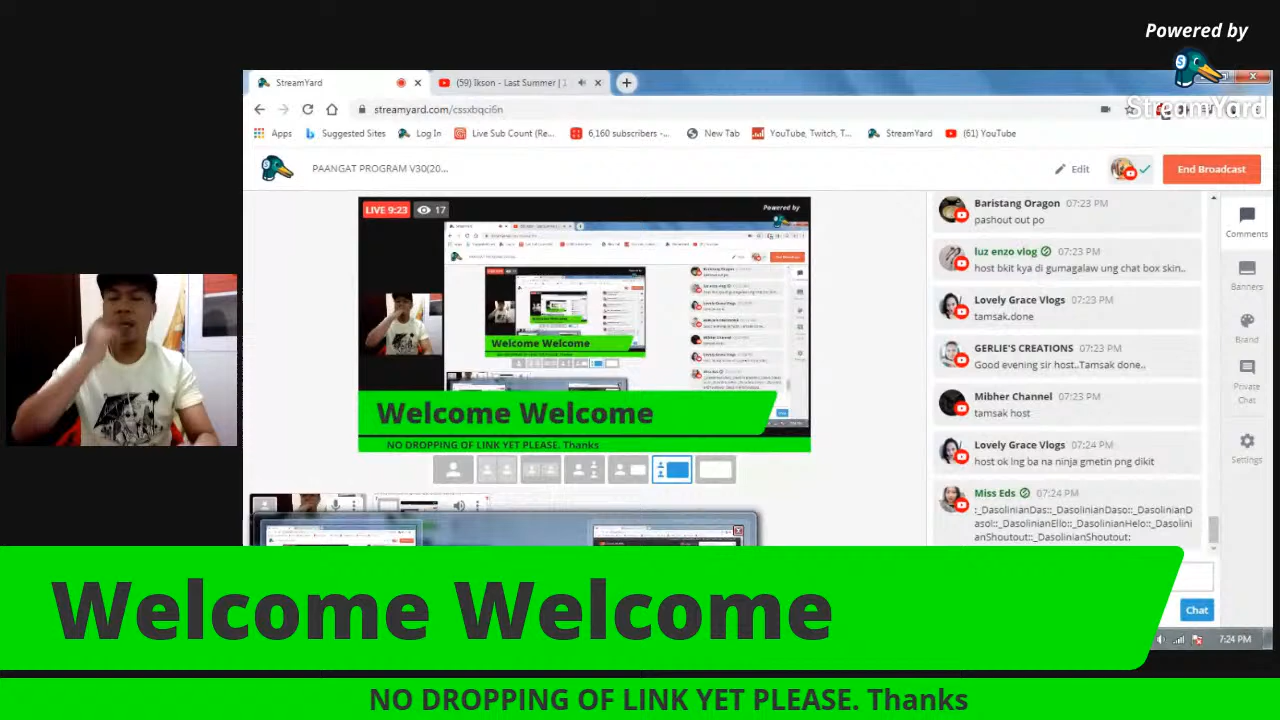 Powered by
StreamYard
StreamYard
(59) Ikson - Last Summer | 1
streamyard.com/cssxbqci6n
Apps
Suggested Sites
Log In
Live Sub Count (Re...
6,160 subscribers -...
New Tab
YouTube, Twitch, T...
StreamYard
(61) YouTube
PAANGAT PROGRAM V30(20...
Edit
End Broadcast
LIVE 9:23
17
Powered by
Welcome Welcome
Welcome Welcome
NO DROPPING OF LINK YET PLEASE. Thanks
Baristang Oragon 07:23 PM
pashout out po
luz enzo vlog 07:23 PM
host bkit kya di gumagalaw ung chat box skin..
Lovely Grace Vlogs 07:23 PM
tamsak.done
GERLIE'S CREATIONS 07:23 PM
Good evening sir host..Tamsak done..
Mibher Channel 07:23 PM
tamsak host
Lovely Grace Vlogs 07:24 PM
host ok lng ba na ninja gmetin png dikit
Miss Eds 07:24 PM
:_DasolinianDas::_DasolinianDaso::_DasolinianD
aso::_DasolinianEllo::_DasolinianHelo::_Dasolini
anShoutout::_DasolinianShoutout:
Comments
Banners
Brand
Private
Chat
Settings
Chat
7:24 PM
Welcome Welcome
NO DROPPING OF LINK YET PLEASE. Thanks